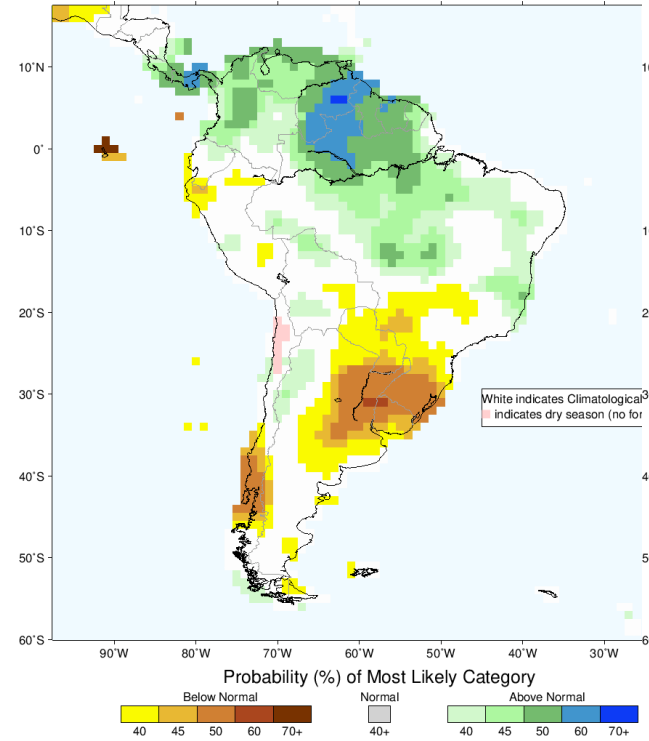 10°N
0°
10°S
20°S
30°S
40°S
50°S
60°S
1
6
White indicates Climatological
indicates dry season (no for
90°W
80°W
70°W
60°W
50°W
40°W
30°W
Probability (%) of Most Likely Category
Below Normal
Normal
Above Normal
40 45 50 60 70+
40+
40 45 50 60 70+